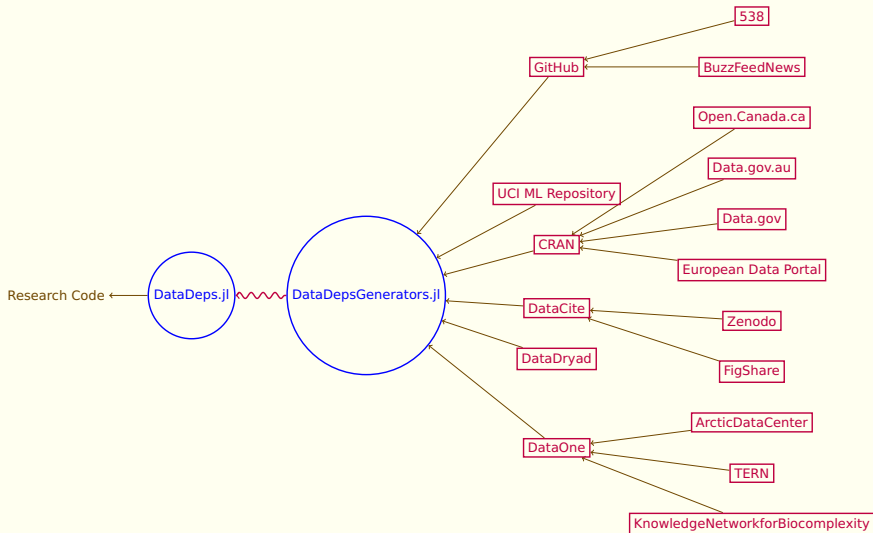 538
GitHub
BuzzFeedNews
Open.Canada.ca
Data.gov.au
UCI ML Repository
Data.gov
CRAN
European Data Portal
Research Code
DataDeps.jl
DataDepsGenerators.jl
DataCite
Zenodo
DataDryad
FigShare
ArcticDataCenter
DataOne
TERN
KnowledgeNetworkforBiocomplexity